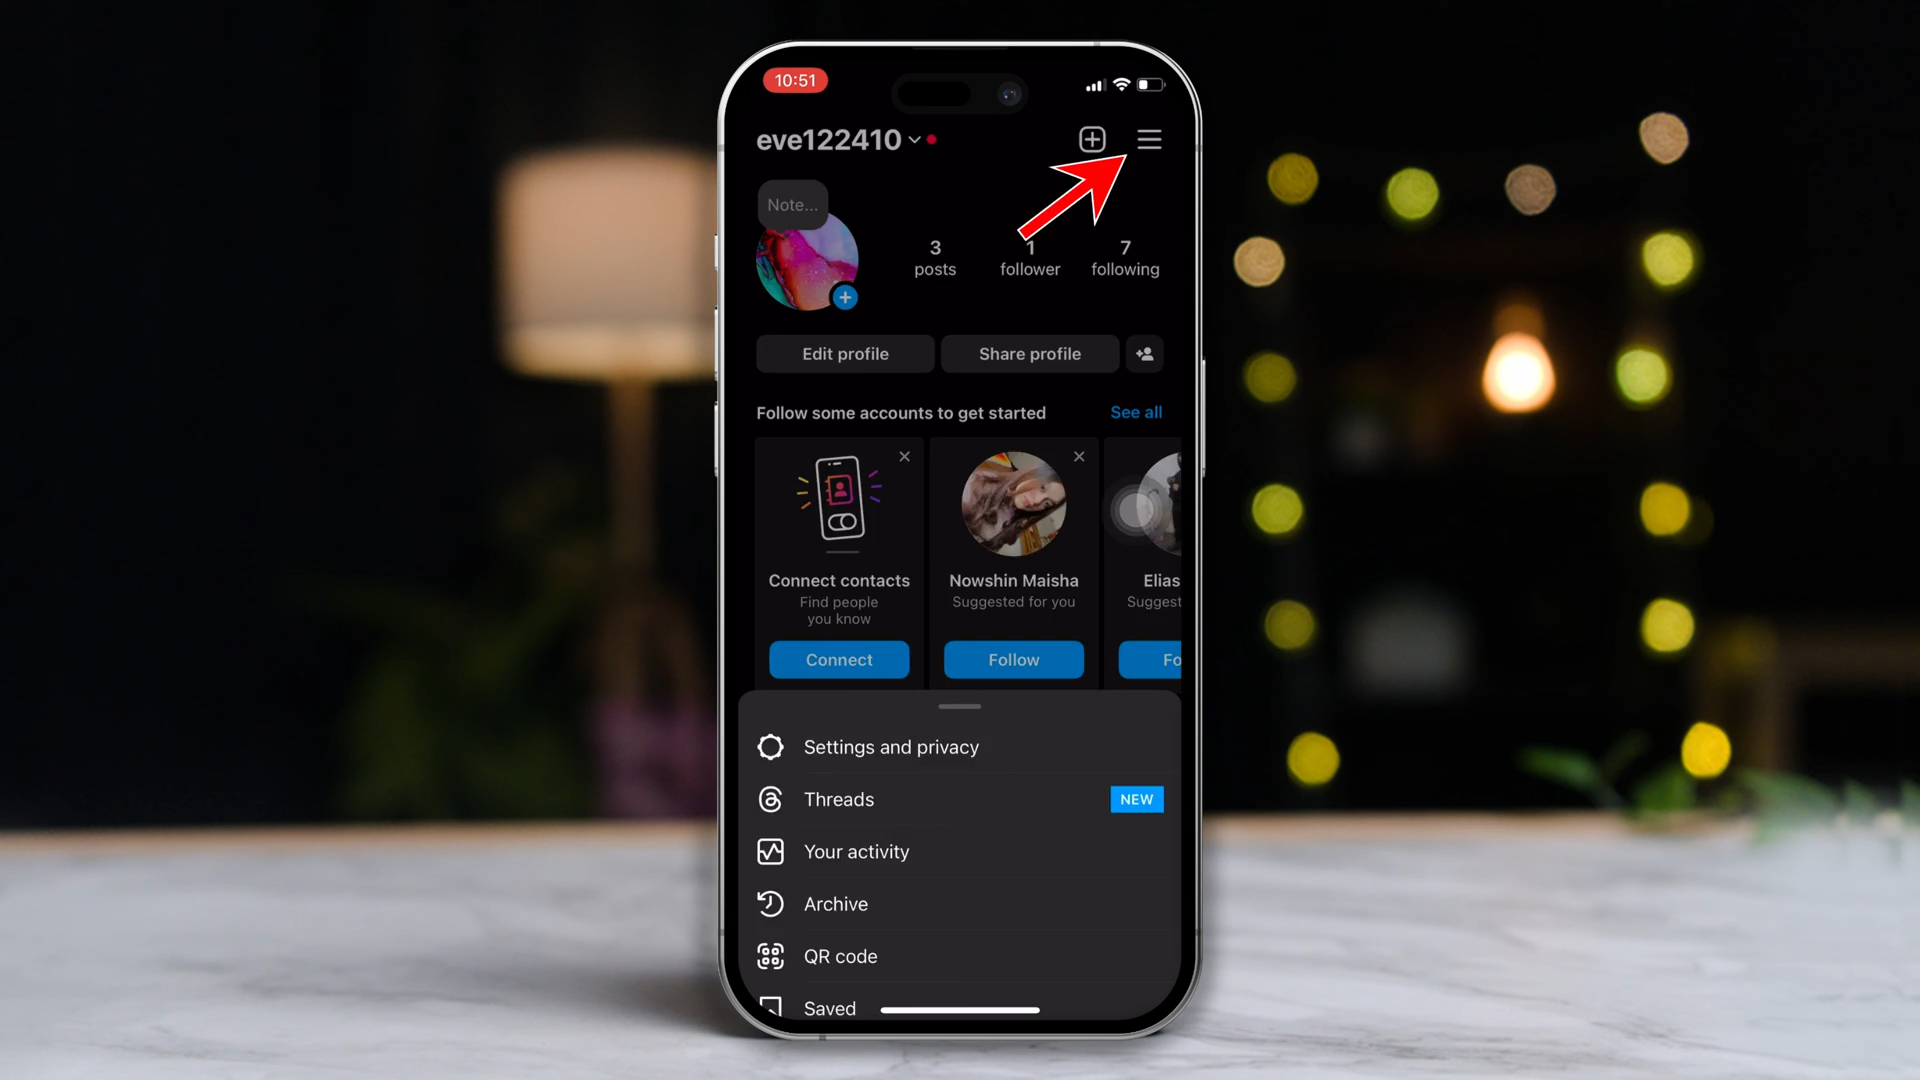 10:51
eve122410
Note...
3
posts
1
follower
7
following
Edit profile
Share profile
Follow some accounts to get started
See all
Connect contacts
Find people
you know
Connect
Nowshin Maisha
Suggested for you
Follow
Elias
Suggest
Fo
Settings and privacy
Threads
NEW
Your activity
Archive
QR code
Saved